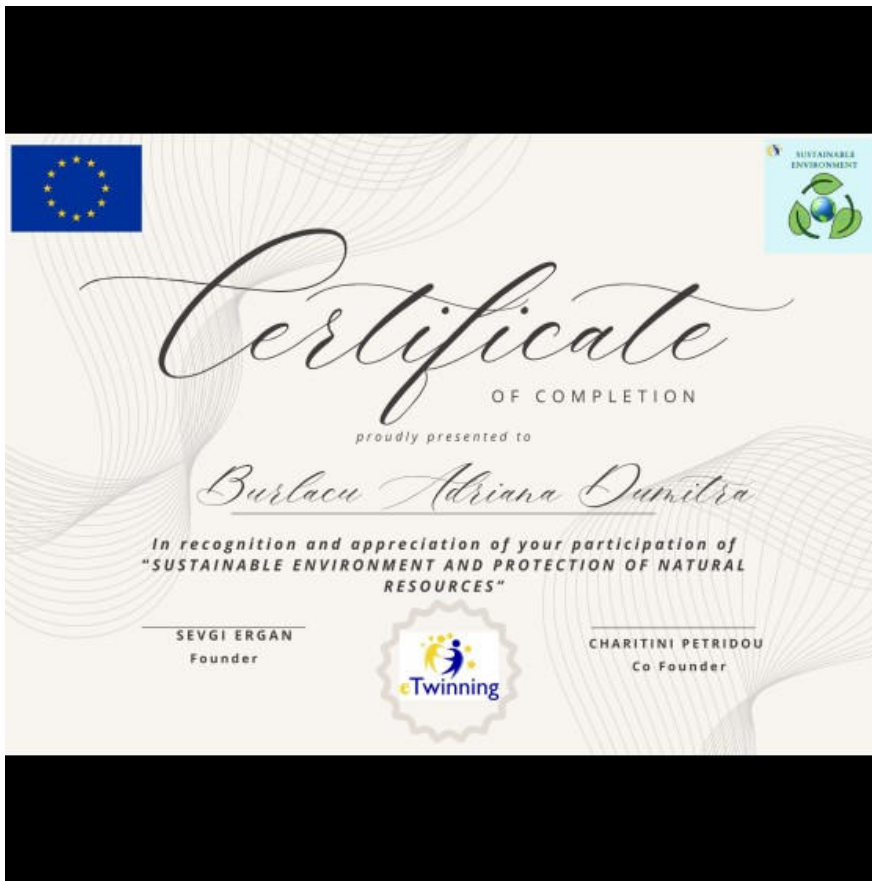 SUSTAINABLE
ENVIRONMENT
Certificate
OF COMPLETION
proudly presented to
Burlacu Adriana Dumitra
In recognition and appreciation of your participation of
"SUSTAINABLE ENVIRONMENT AND PROTECTION OF NATURAL
RESOURCES"
SEVGI ERGAN
Founder
CHARITINI PETRIDOU
Co Founder
eTwinning